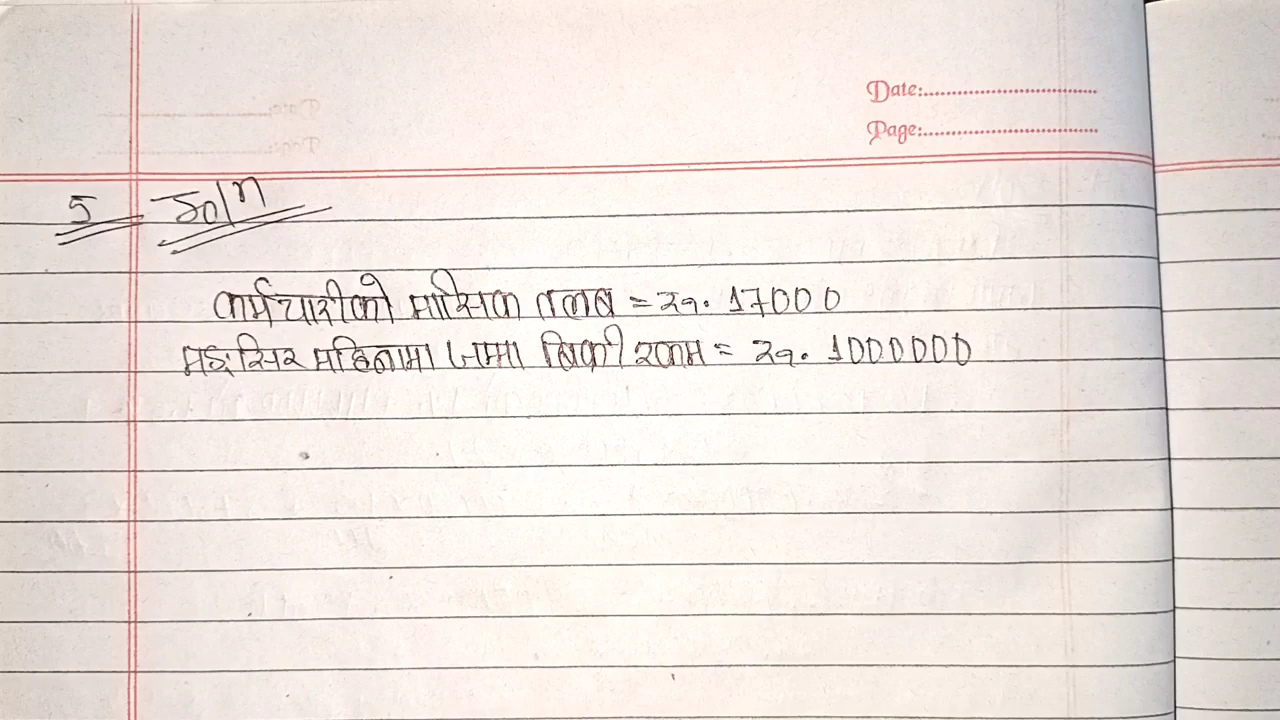 Date:
Page:
5 Solⁿ
कर्मचारीको मासिक तलब = रु. 17000
मङ्सिर महिनामा जम्मा बिक्री रकम = रु. 1000000